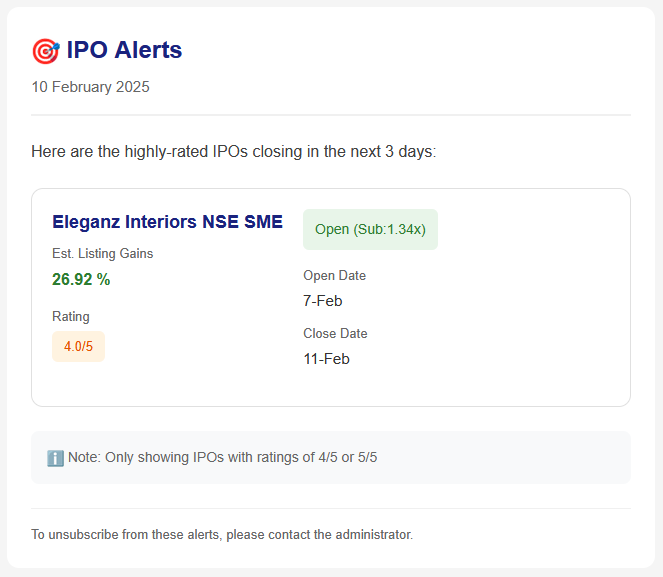 🎯 IPO Alerts
10 February 2025
Here are the highly-rated IPOs closing in the next 3 days:
Eleganz Interiors NSE SME
Est. Listing Gains
26.92 %
Rating
4.0/5
Open (Sub:1.34x)
Open Date
7-Feb
Close Date
11-Feb
ℹ️ Note: Only showing IPOs with ratings of 4/5 or 5/5
To unsubscribe from these alerts, please contact the administrator.